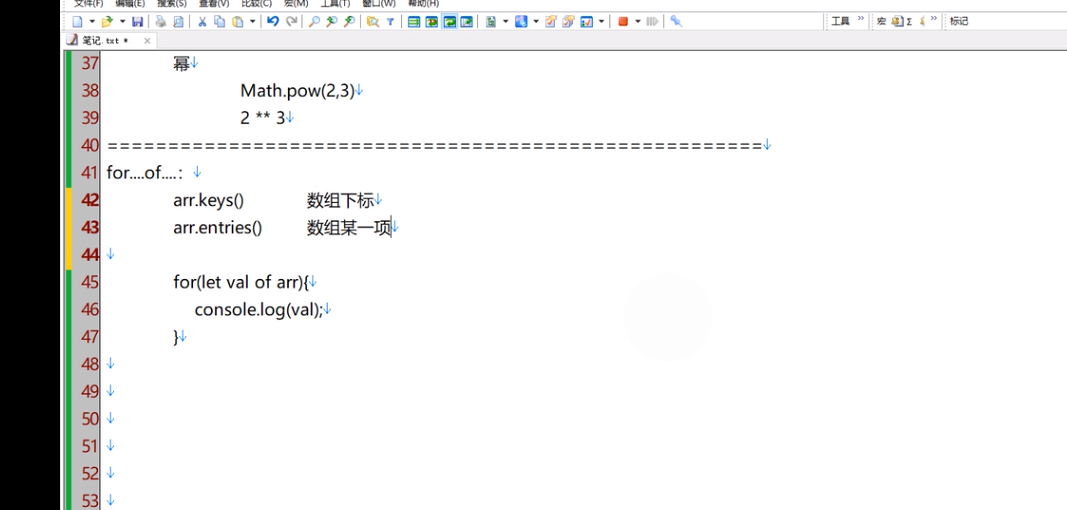 文件(F) 编辑(E) 搜索(S) 查看(V) 比较(C) 宏(M) 工具(T) 窗口(W) 帮助(H)
工具 » 宏 Σ » 标记
笔记.txt * ×
37 幂↓
38 Math.pow(2,3)↓
39 2 ** 3↓
40 ======================================================↓
41 for....of....：↓
42 arr.keys() 数组下标↓
43 arr.entries() 数组某一项↓
44 ↓
45 for(let val of arr){↓
46 console.log(val);↓
47 }↓
48 ↓
49 ↓
50 ↓
51 ↓
52 ↓
53 ↓